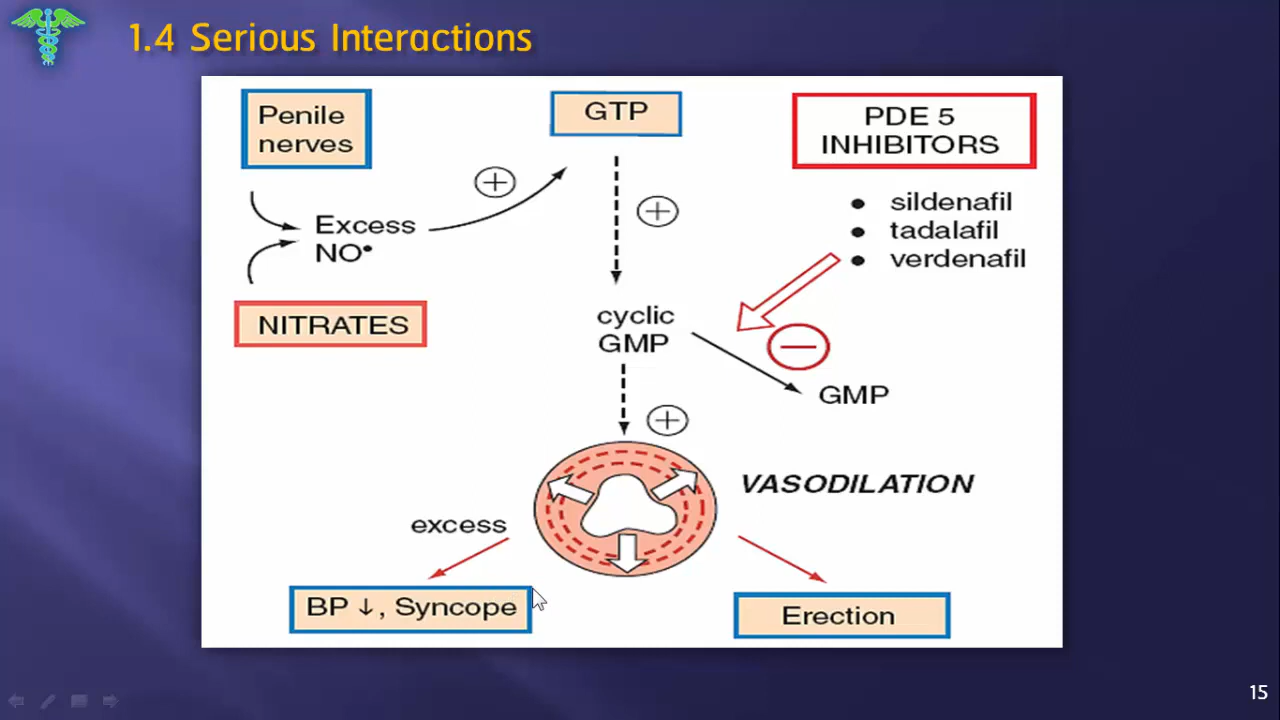 1.4 Serious Interactions
Penile
nerves
GTP
PDE 5
INHIBITORS
• sildenafil
• tadalafil
• verdenafil
+
+
Excess
NO•
NITRATES
cyclic
GMP
−
GMP
+
VASODILATION
excess
BP ↓, Syncope
Erection
15